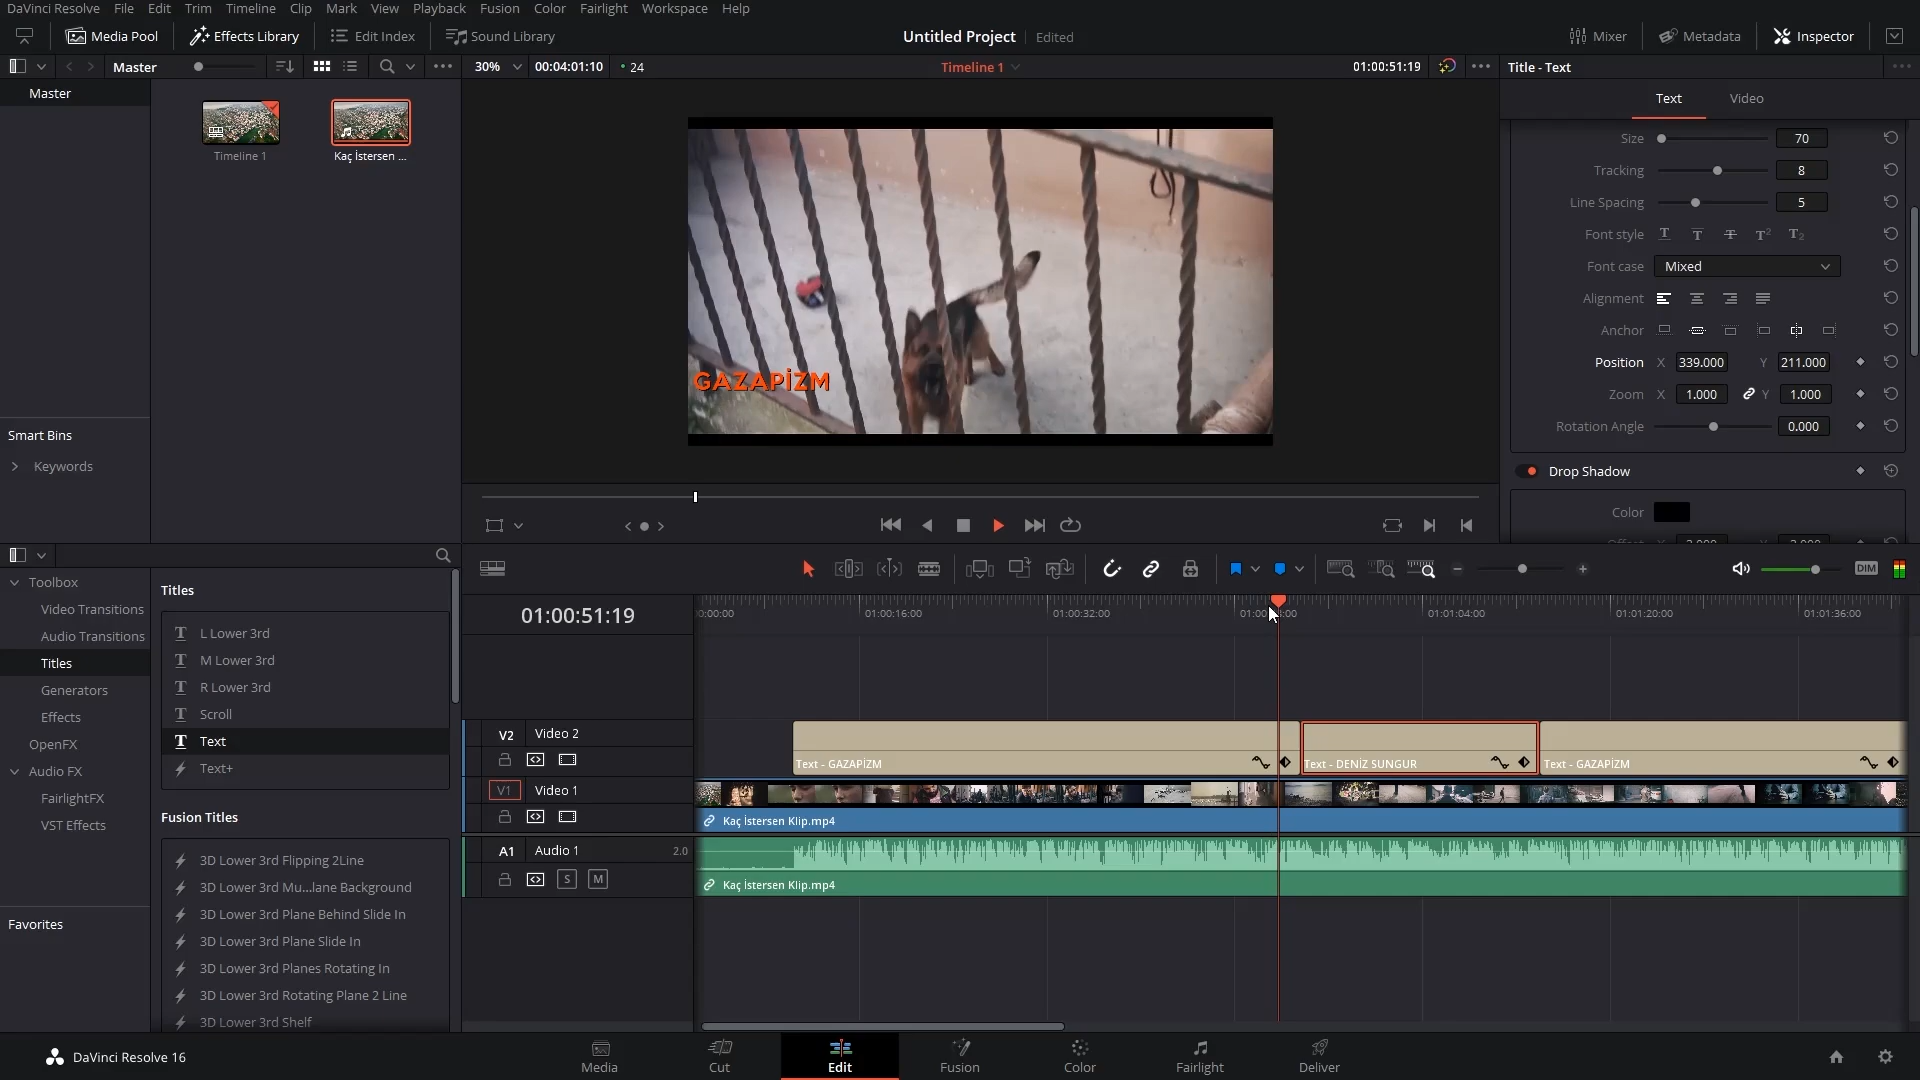 DaVinci Resolve File Edit Trim Timeline Clip Mark View Playback Fusion Color Fairlight Workspace Help
Media Pool Effects Library Edit Index Sound Library Untitled Project Edited Mixer Metadata Inspector
Master 30% 00:04:01:10 24 Timeline 1 01:00:51:19 Title - Text
Master
Timeline 1 Kaç İstersen ...
Smart Bins
Keywords
GAZAPİZM
Text Video
Size 70
Tracking 8
Line Spacing 5
Font style T T T T² T₂
Font case Mixed
Alignment
Anchor
Position X 339.000 Y 211.000
Zoom X 1.000 Y 1.000
Rotation Angle 0.000
Drop Shadow
Color
Toolbox
Video Transitions
Audio Transitions
Titles
Generators
Effects
OpenFX
Audio FX
FairlightFX
VST Effects
Favorites
Titles
L Lower 3rd
M Lower 3rd
R Lower 3rd
Scroll
Text
Text+
Fusion Titles
3D Lower 3rd Flipping 2Line
3D Lower 3rd Mu...lane Background
3D Lower 3rd Plane Behind Slide In
3D Lower 3rd Plane Slide In
3D Lower 3rd Planes Rotating In
3D Lower 3rd Rotating Plane 2 Line
3D Lower 3rd Shelf
DIM
01:00:51:19 01:00:16:00 01:00:32:00 01:01:04:00 01:01:20:00 01:01:36:00
V2 Video 2
Text - GAZAPİZM Text - DENİZ SUNGUR Text - GAZAPİZM
V1 Video 1
Kaç İstersen Klip.mp4
A1 Audio 1 2.0
S M
Kaç İstersen Klip.mp4
DaVinci Resolve 16 Media Cut Edit Fusion Color Fairlight Deliver